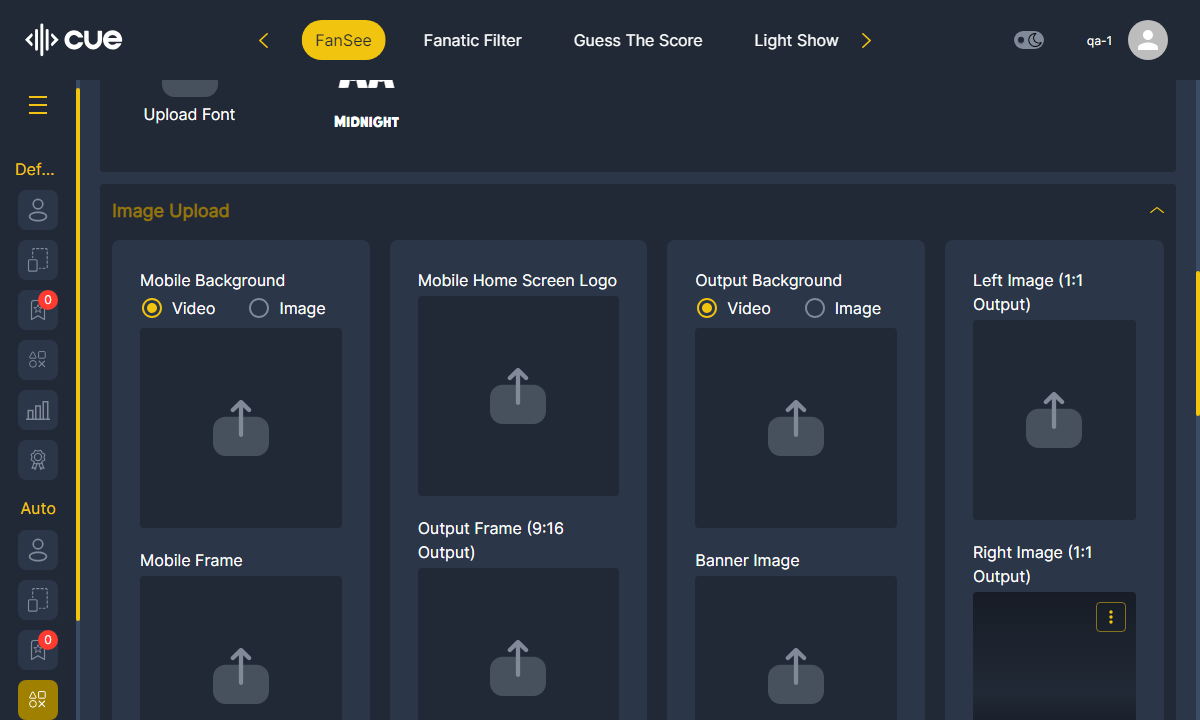 cue
FanSee
Fanatic Filter
Guess The Score
Light Show
qa-1
Upload Font
MIDNIGHT
Def...
0
Auto
0
Image Upload
Mobile Background
Video
Image
Mobile Frame
Mobile Home Screen Logo
Output Frame (9:16
Output)
Output Background
Video
Image
Banner Image
Left Image (1:1
Output)
Right Image (1:1
Output)